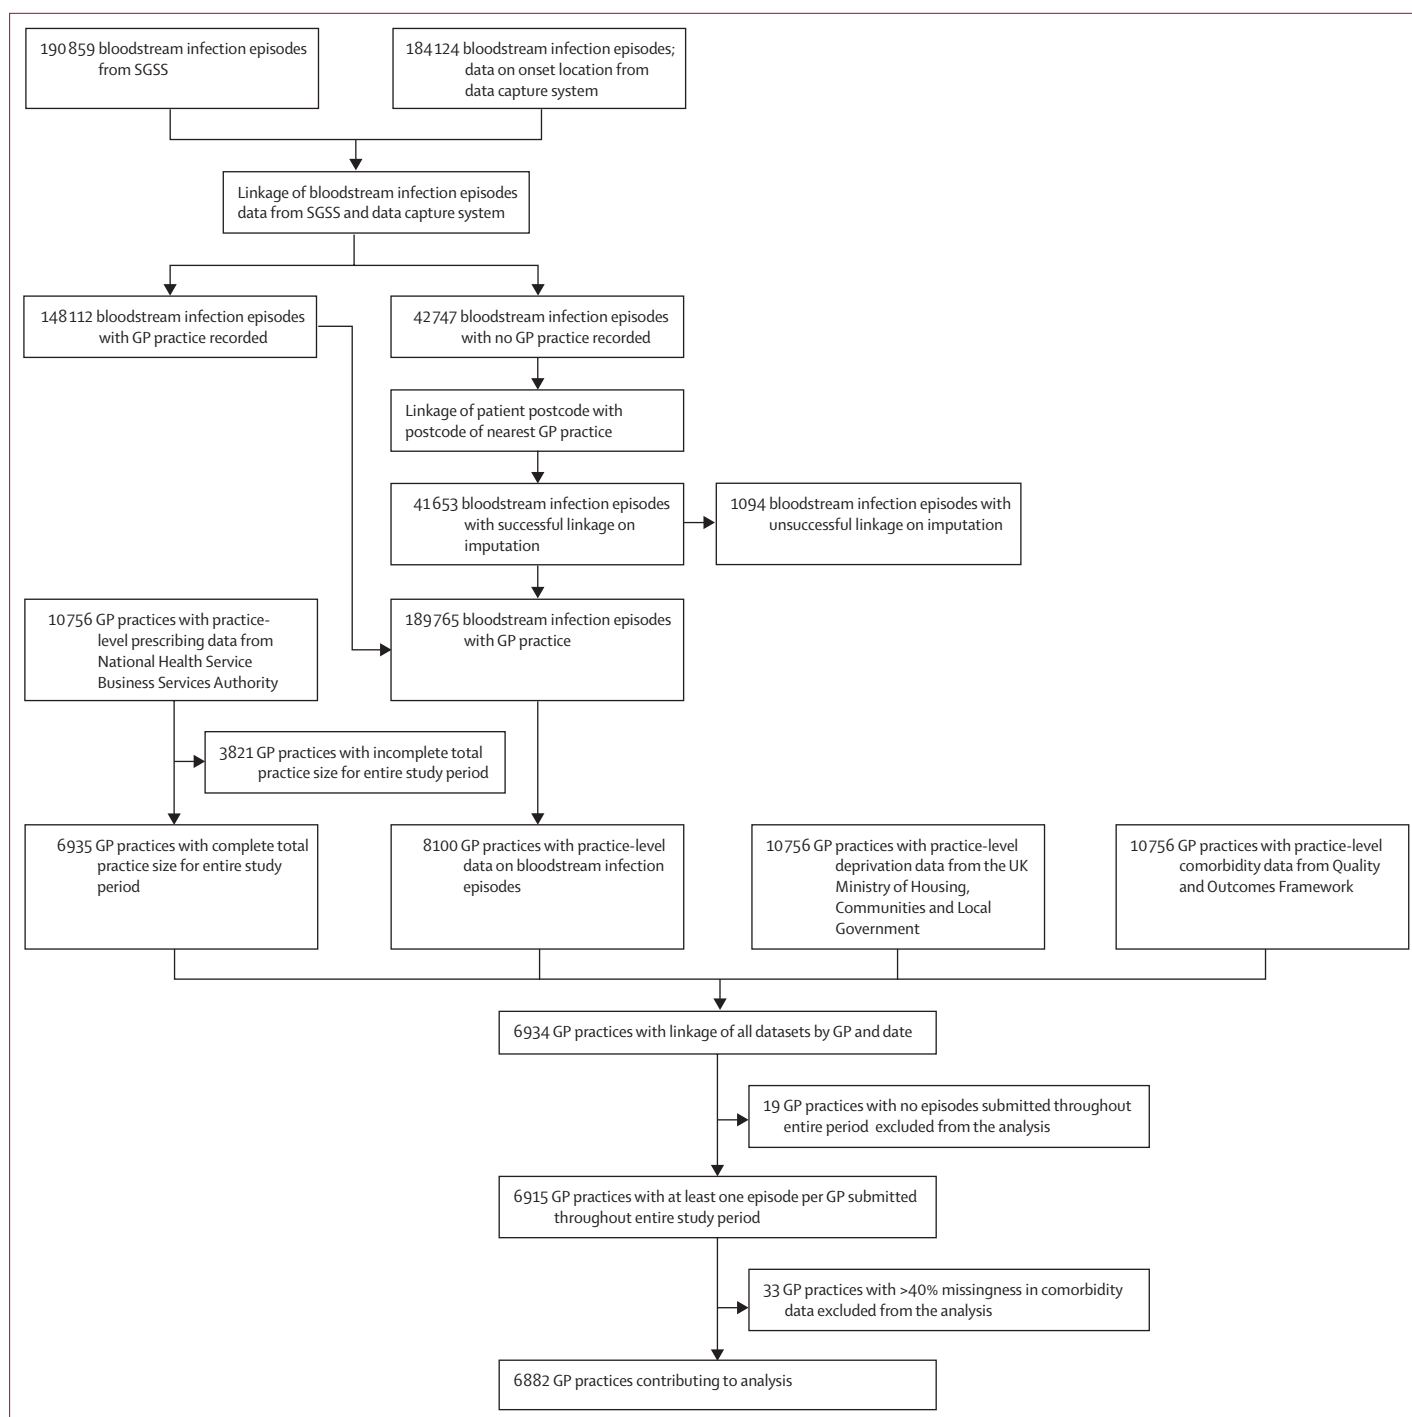 190 859 bloodstream infection episodes
from SGSS
184 124 bloodstream infection episodes;
data on onset location from
data capture system
Linkage of bloodstream infection episodes
data from SGSS and data capture system
148 112 bloodstream infection episodes
with GP practice recorded
42 747 bloodstream infection episodes
with no GP practice recorded
Linkage of patient postcode with
postcode of nearest GP practice
41 653 bloodstream infection episodes
with successful linkage on
imputation
1094 bloodstream infection episodes with
unsuccessful linkage on imputation
10 756 GP practices with practice-
level prescribing data from
National Health Service
Business Services Authority
189 765 bloodstream infection episodes
with GP practice
3821 GP practices with incomplete total
practice size for entire study period
6935 GP practices with complete total
practice size for entire study
period
8100 GP practices with practice-level
data on bloodstream infection
episodes
10 756 GP practices with practice-level
deprivation data from the UK
Ministry of Housing,
Communities and Local
Government
10 756 GP practices with practice-level
comorbidity data from Quality
and Outcomes Framework
6934 GP practices with linkage of all datasets by GP and date
19 GP practices with no episodes submitted throughout
entire period excluded from the analysis
6915 GP practices with at least one episode per GP submitted
throughout entire study period
33 GP practices with >40% missingness in comorbidity
data excluded from the analysis
6882 GP practices contributing to analysis